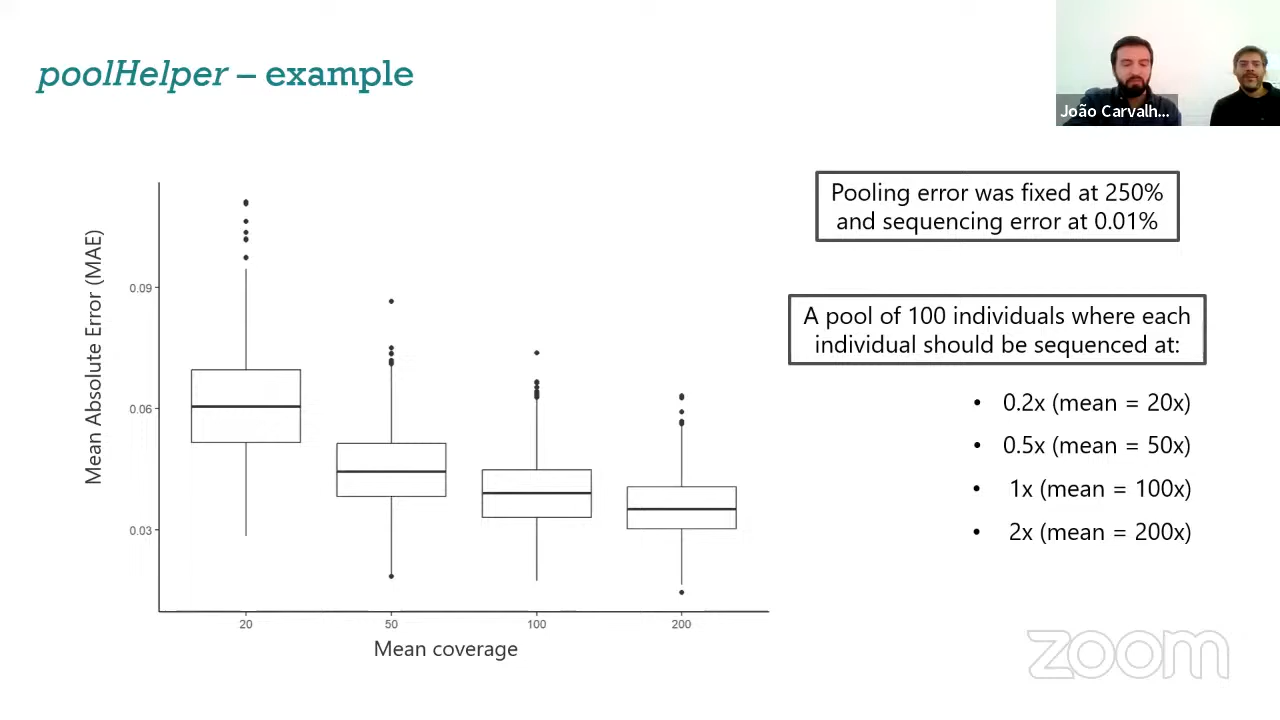 poolHelper – example
João Carvalh...
Mean Absolute Error (MAE)
0.09
0.06
0.03
20
50
100
200
Mean coverage
Pooling error was fixed at 250%
and sequencing error at 0.01%
A pool of 100 individuals where each
individual should be sequenced at:
• 0.2x (mean = 20x)
• 0.5x (mean = 50x)
• 1x (mean = 100x)
• 2x (mean = 200x)
zoom